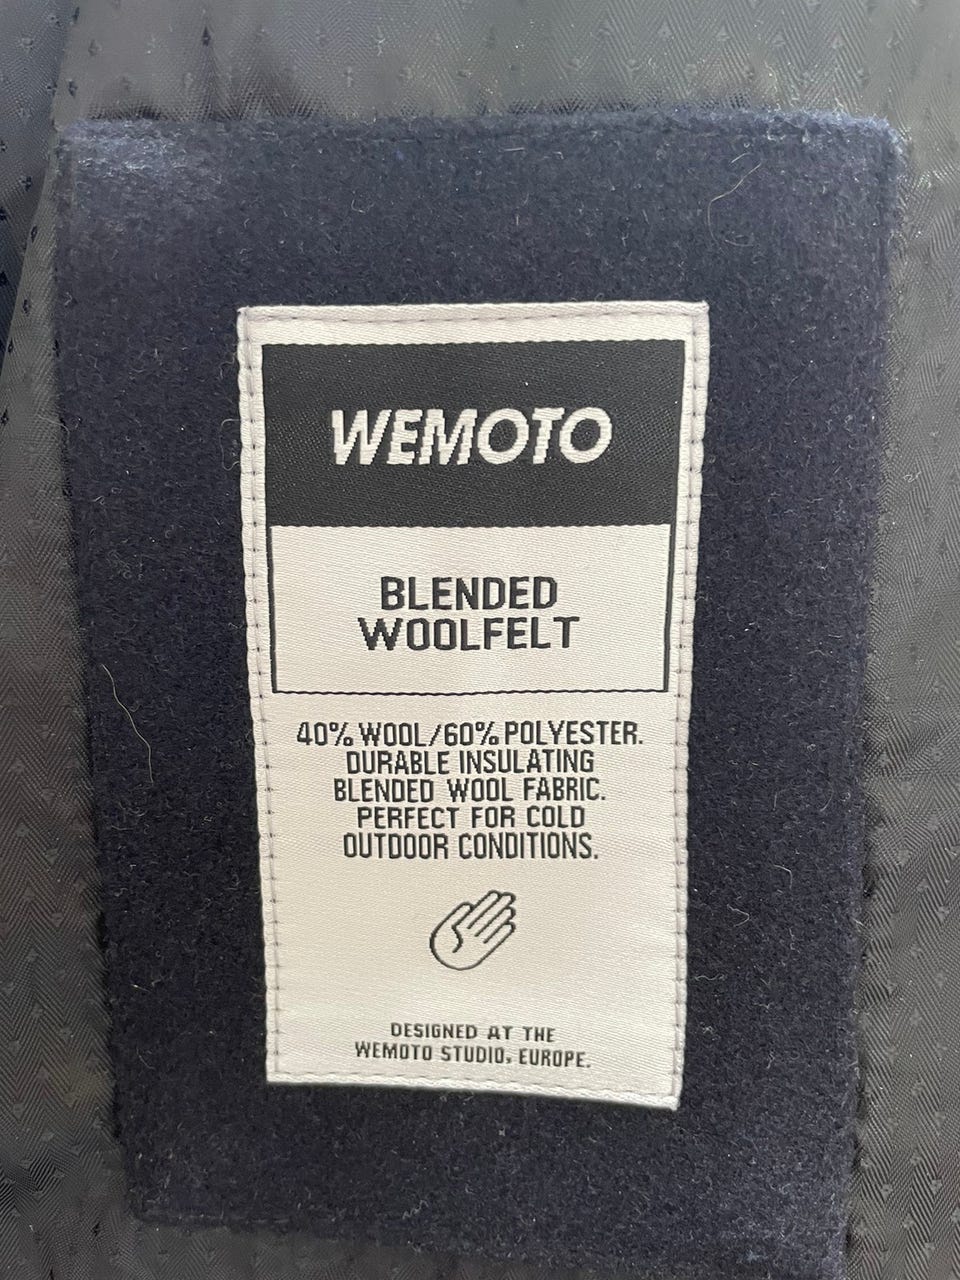 WEMOTO
BLENDED
WOOLFELT
40% WOOL/60% POLYESTER.
DURABLE INSULATING
BLENDED WOOL FABRIC.
PERFECT FOR COLD
OUTDOOR CONDITIONS.
DESIGNED AT THE
WEMOTO STUDIO, EUROPE.